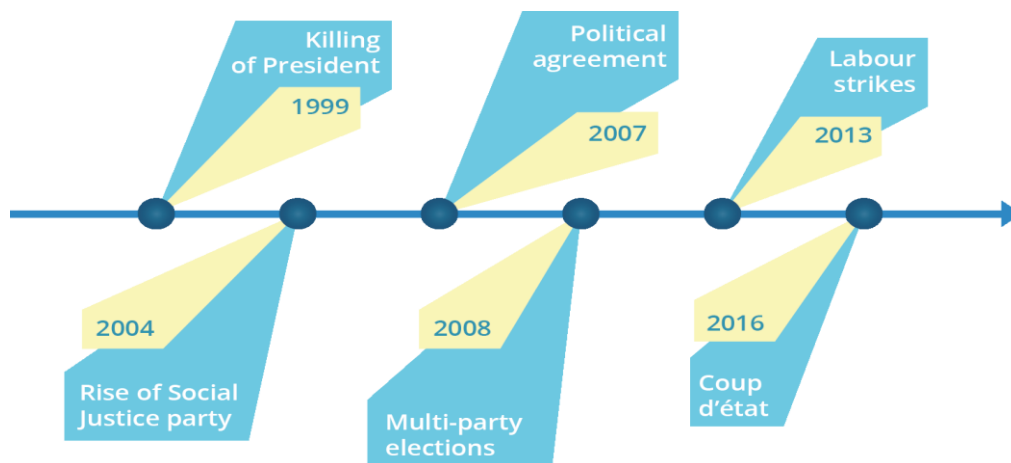 Killing
of President
1999
2004
Rise of Social
Justice party
Political
agreement
2007
2008
Multi-party
elections
Labour
strikes
2013
2016
Coup
d’état